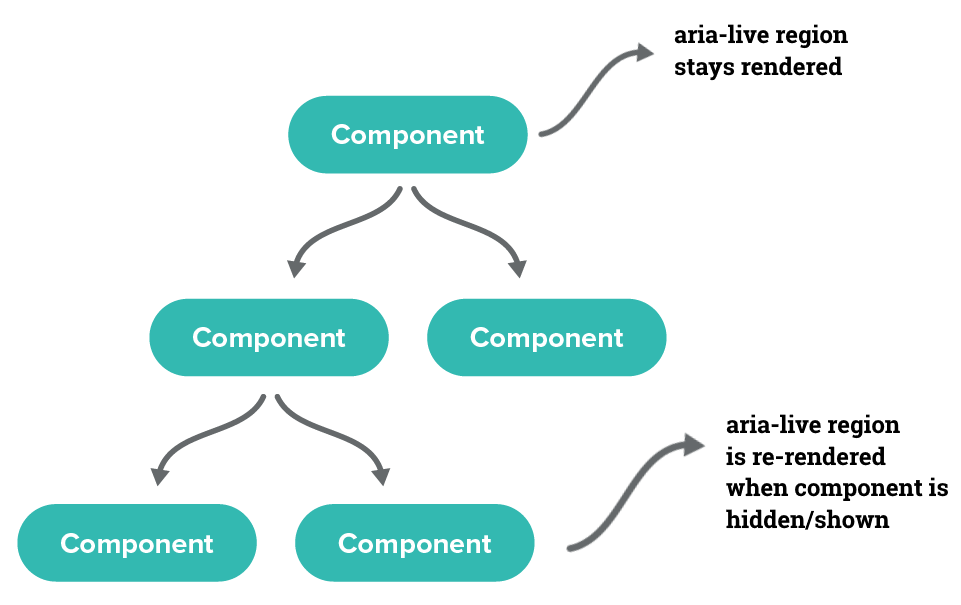 aria-live region
stays rendered
Component
Component
Component
aria-live region
is re-rendered
when component is
hidden/shown
Component
Component